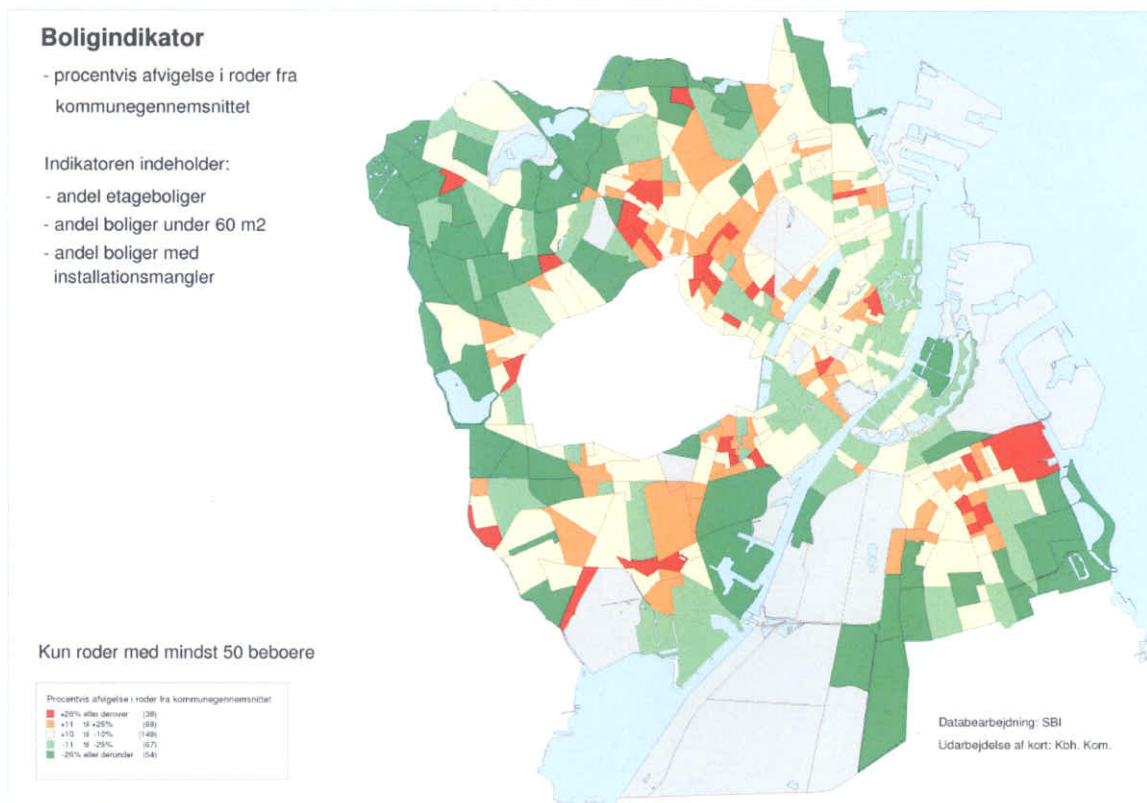 Boligindikator
- procentvis afvigelse i roder fra
kommunegennemsnittet
Indikatoren indeholder:
- andel etageboliger
- andel boliger under 60 m2
- andel boliger med
installationsmangler
Kun roder med mindst 50 beboere
Procentvis afvigelse i roder fra kommunegennemsnittet
+26% eller derover (38)
+11 til +25% (69)
+10 til -10% (149)
-11 til -25% (67)
-26% eller derunder (54)
Databearbejdning: SBI
Udarbejdelse af kort: Kbh. Kom.